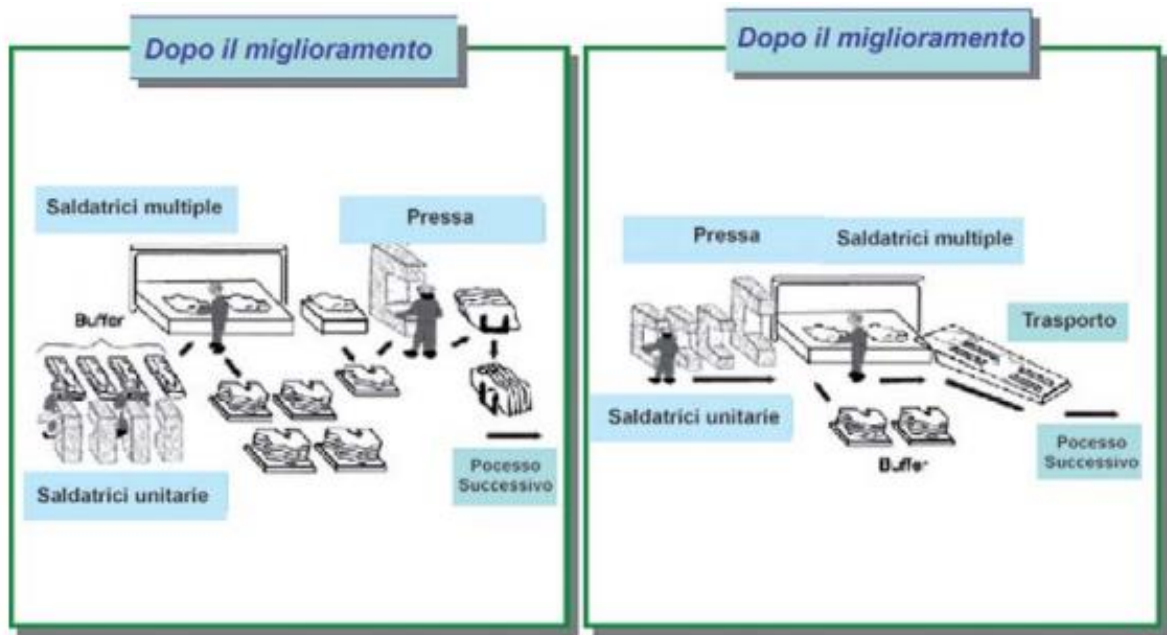 Dopo il miglioramento
Saldatrici multiple
Pressa
Buffer
Saldatrici unitarie
Pocesso
Successivo
Dopo il miglioramento
Pressa
Saldatrici multiple
Trasporto
Saldatrici unitarie
Buffer
Pocesso
Successivo